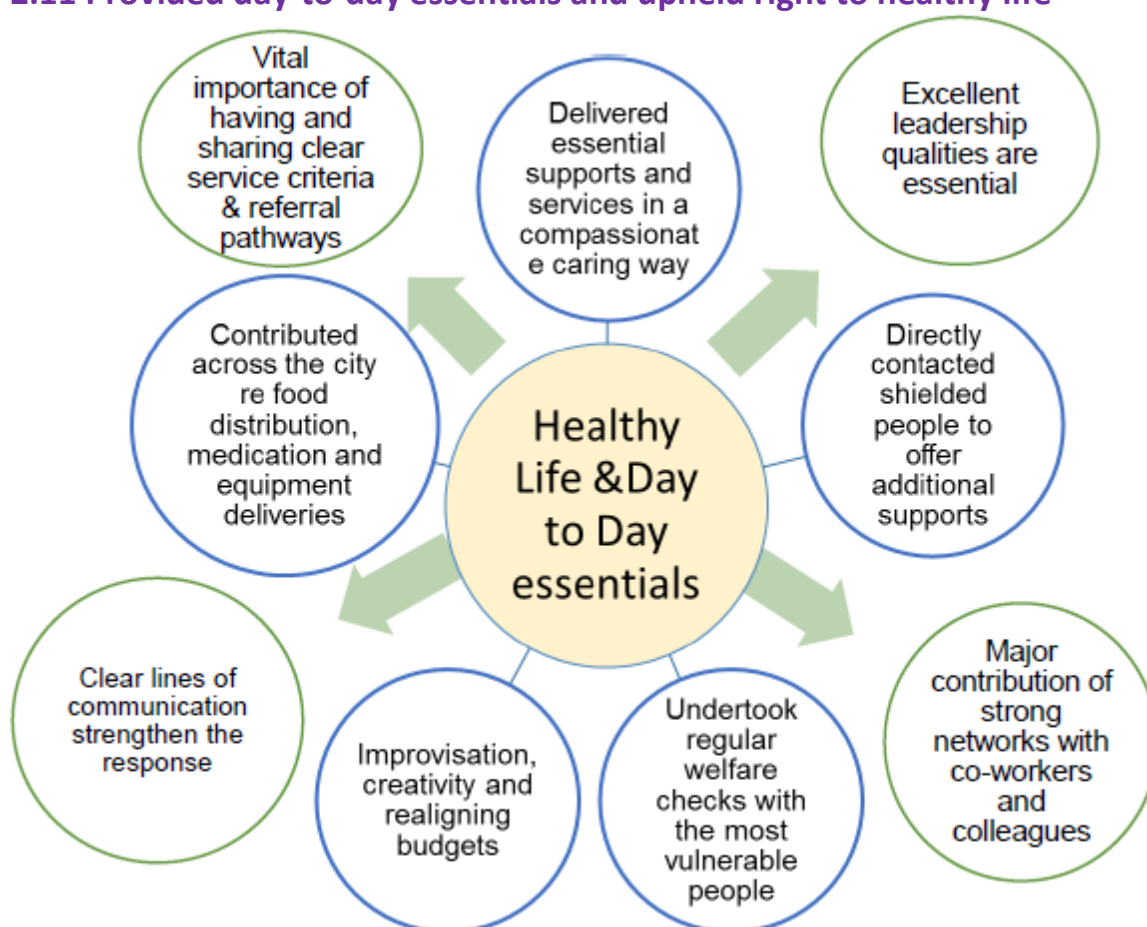 2.11 Provided day-to-day essentials and upheld right to healthy life
Vital
importance of
having and
sharing clear
service criteria
& referral
pathways
Delivered
essential
supports and
services in a
compassionat
e caring way
Excellent
leadership
qualities are
essential
Contributed
across the city
re food
distribution,
medication and
equipment
deliveries
Healthy
Life &Day
to Day
essentials
Directly
contacted
shielded
people to
offer
additional
supports
Clear lines of
communication
strengthen the
response
Improvisation,
creativity and
realigning
budgets
Undertook
regular
welfare
checks with
the most
vulnerable
people
Major
contribution of
strong
networks with
co-workers
and
colleagues